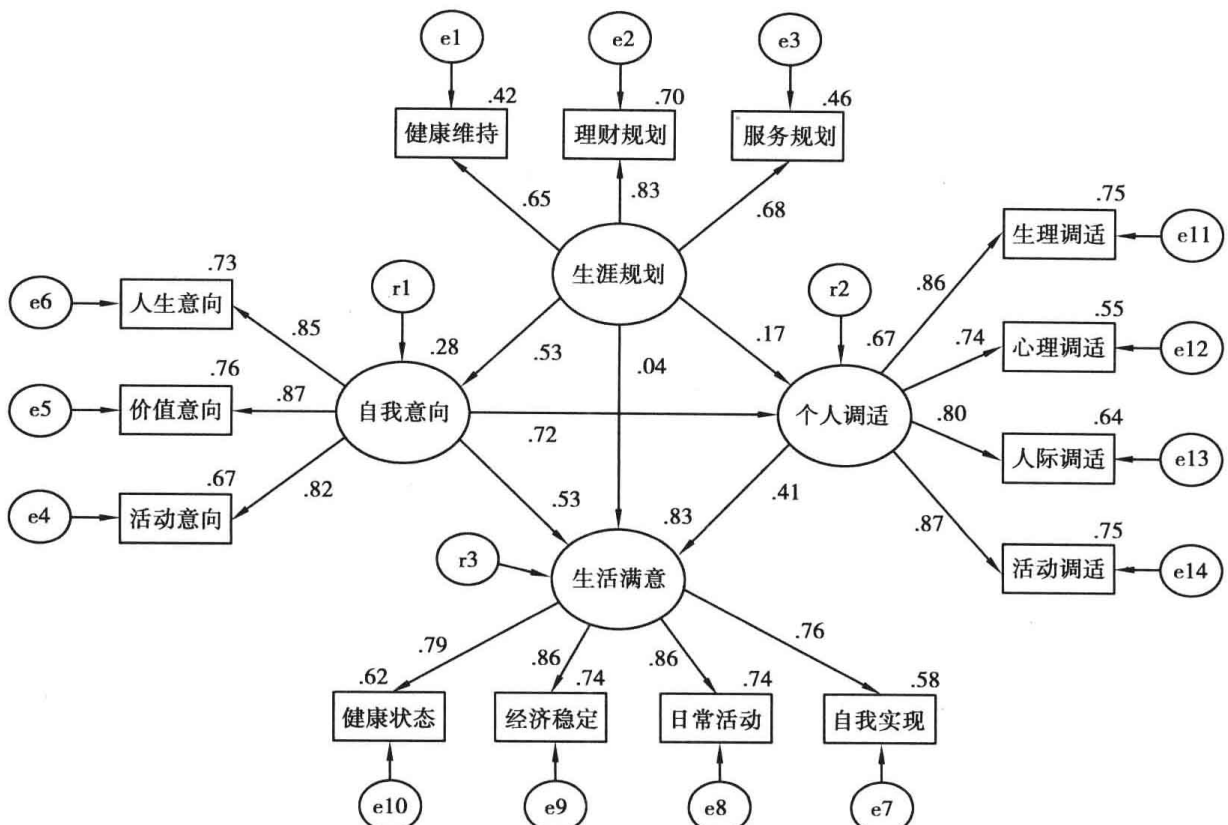 e1 e2 e3
.42 .70 .46
健康维持 理财规划 服务规划
.65 .83 .68
.75
生理调适 e11
生涯规划
.73
e6 人生意向
r1 r2
.86
.85
.28 .53 .04 .17 .67 .74 .55
心理调适 e12
.76
e5 价值意向 .87 自我意向
.72
个人调适
.80 .64
人际调适 e13
.67
e4 活动意向 .82
.53 .41
.83 .87
.75
活动调适 e14
r3 生活满意
.79 .86 .86 .76
.62 .74 .74 .58
健康状态 经济稳定 日常活动 自我实现
e10 e9 e8 e7